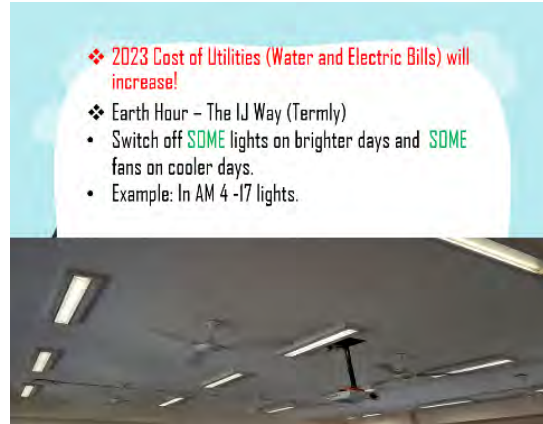 ❖ 2023 Cost of Utilities (Water and Electric Bills) will
increase!
❖ Earth Hour – The IJ Way (Termly)
• Switch off SOME lights on brighter days and SOME
fans on cooler days.
• Example: In AM 4 -17 lights.